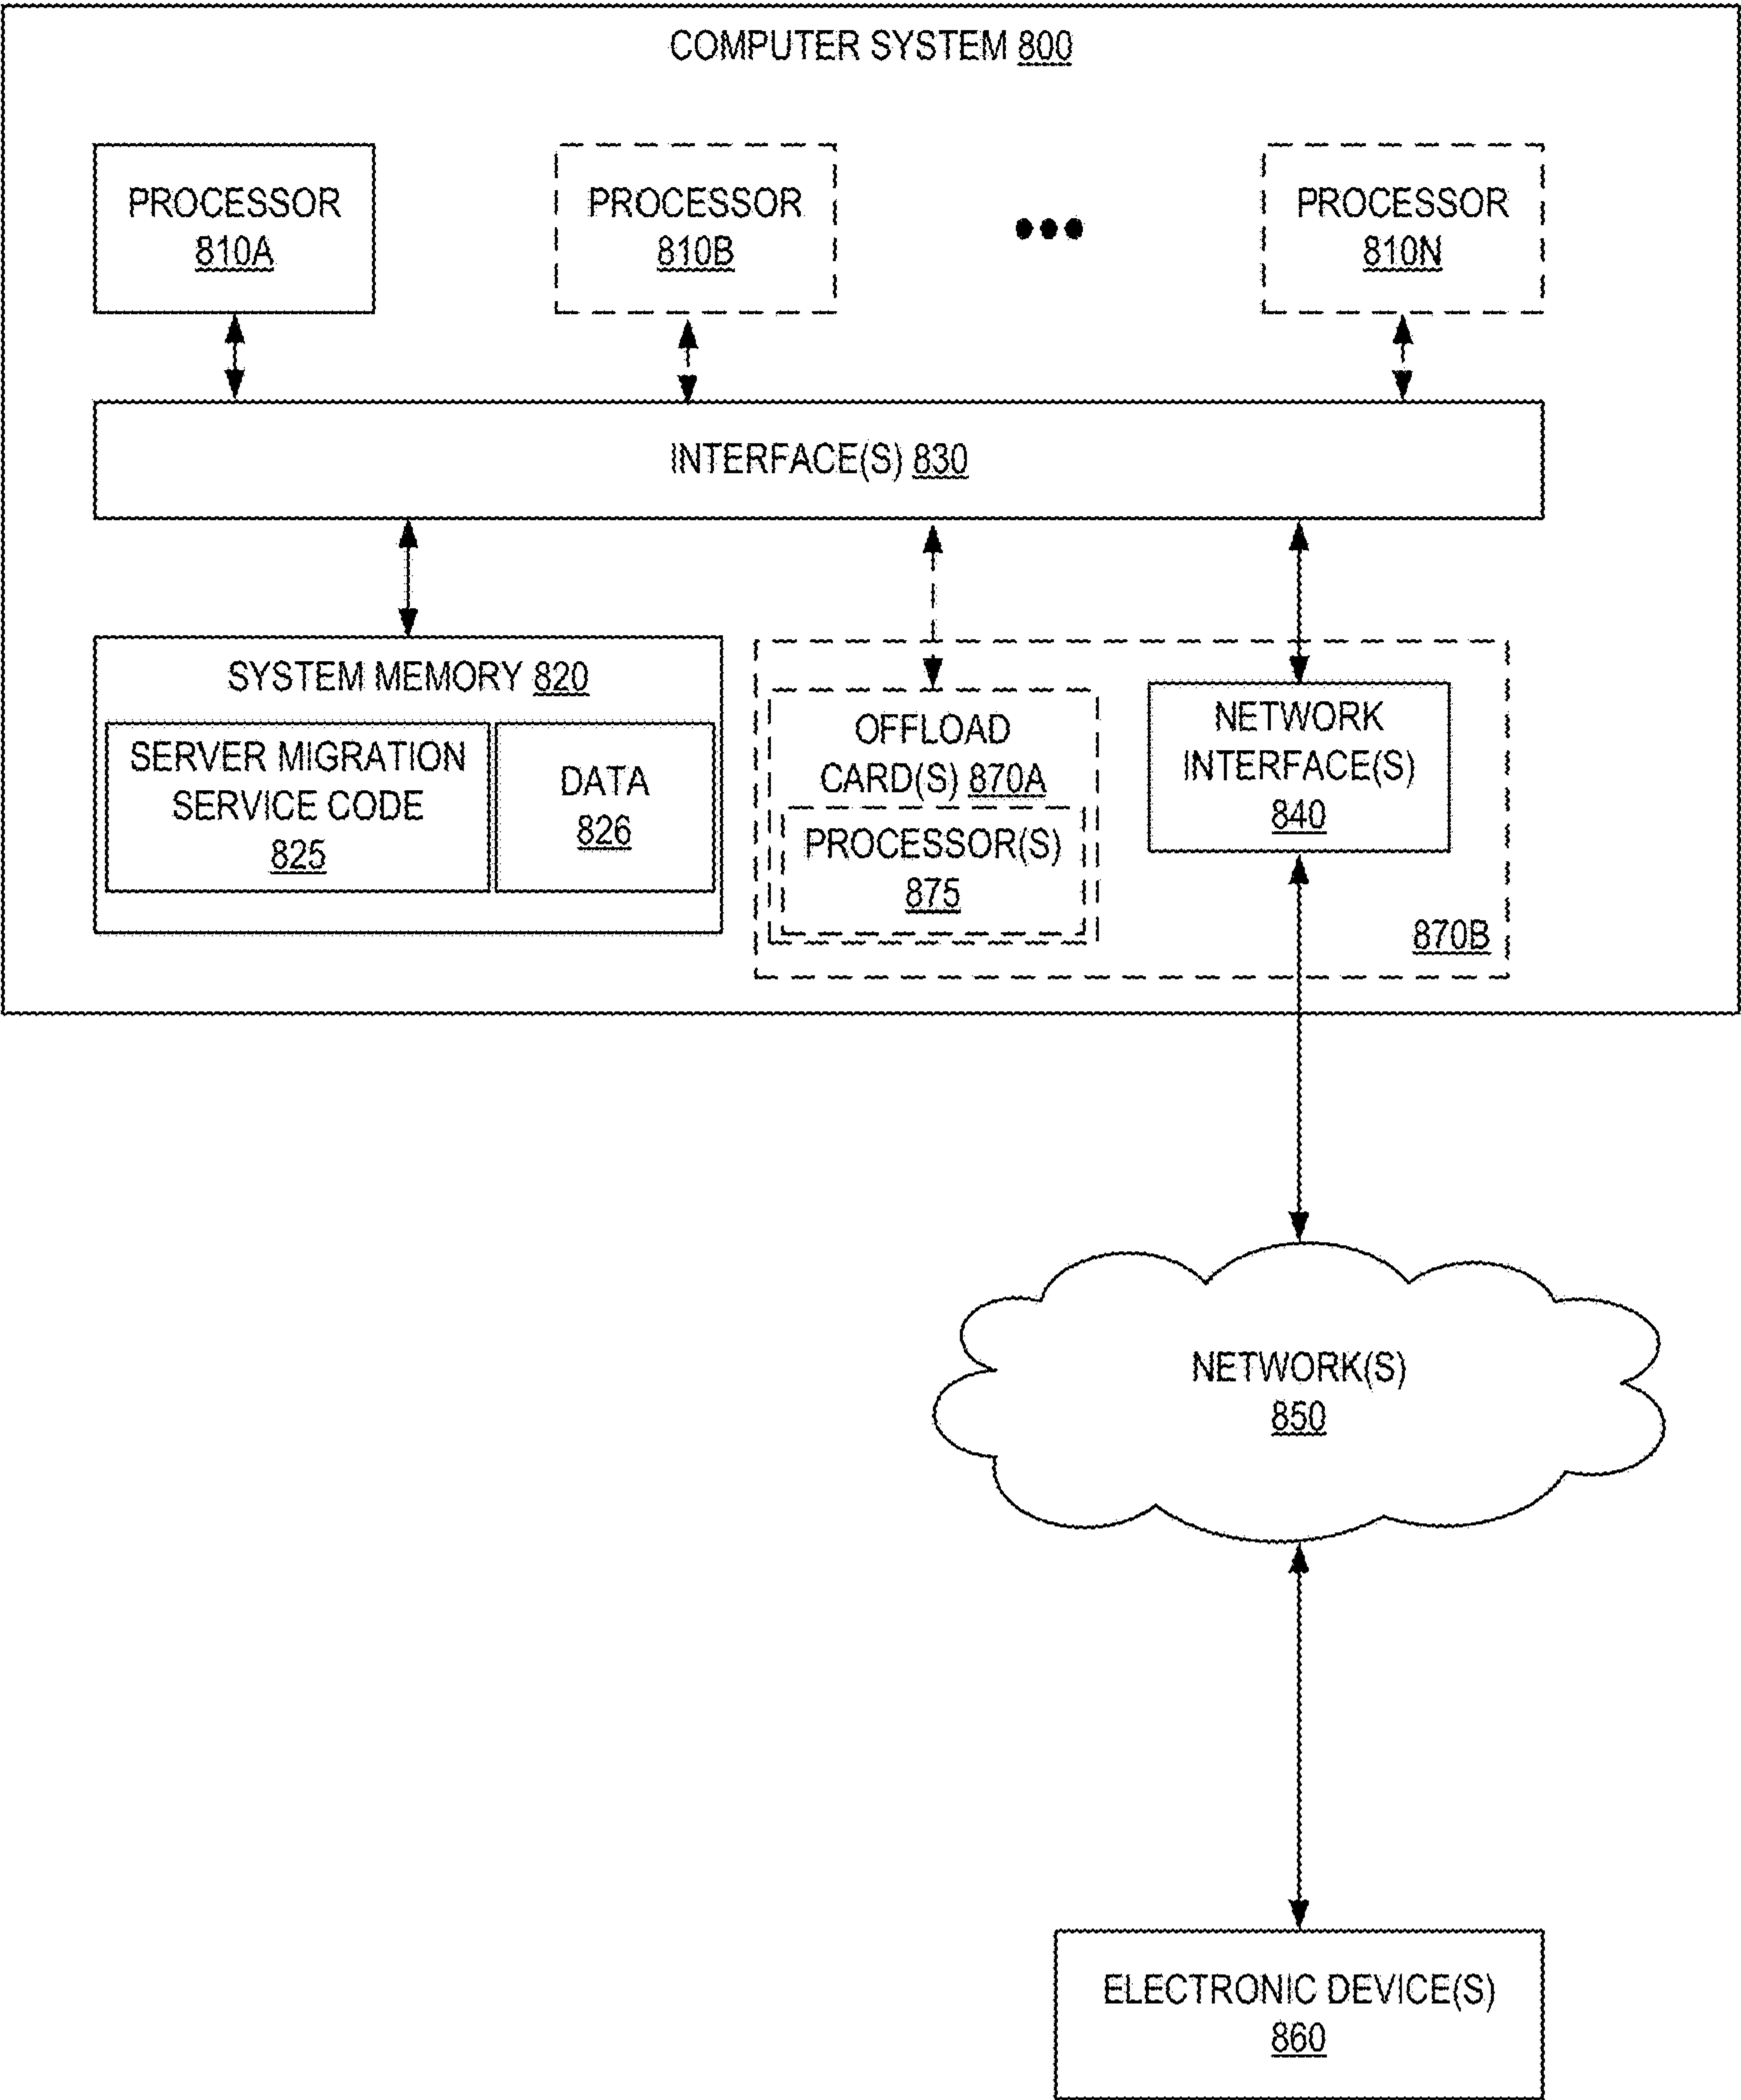 COMPUTER SYSTEM 800
PROCESSOR
810A
PROCESSOR
810B
PROCESSOR
810N
INTERFACE(S) 830
SYSTEM MEMORY 820
SERVER MIGRATION
SERVICE CODE
825
DATA
826
OFFLOAD
CARD(S) 870A
PROCESSOR(S)
875
NETWORK
INTERFACE(S)
840
870B
NETWORK(S)
850
ELECTRONIC DEVICE(S)
860